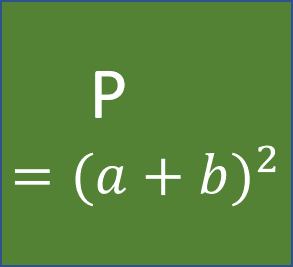 P
= (a + b)²